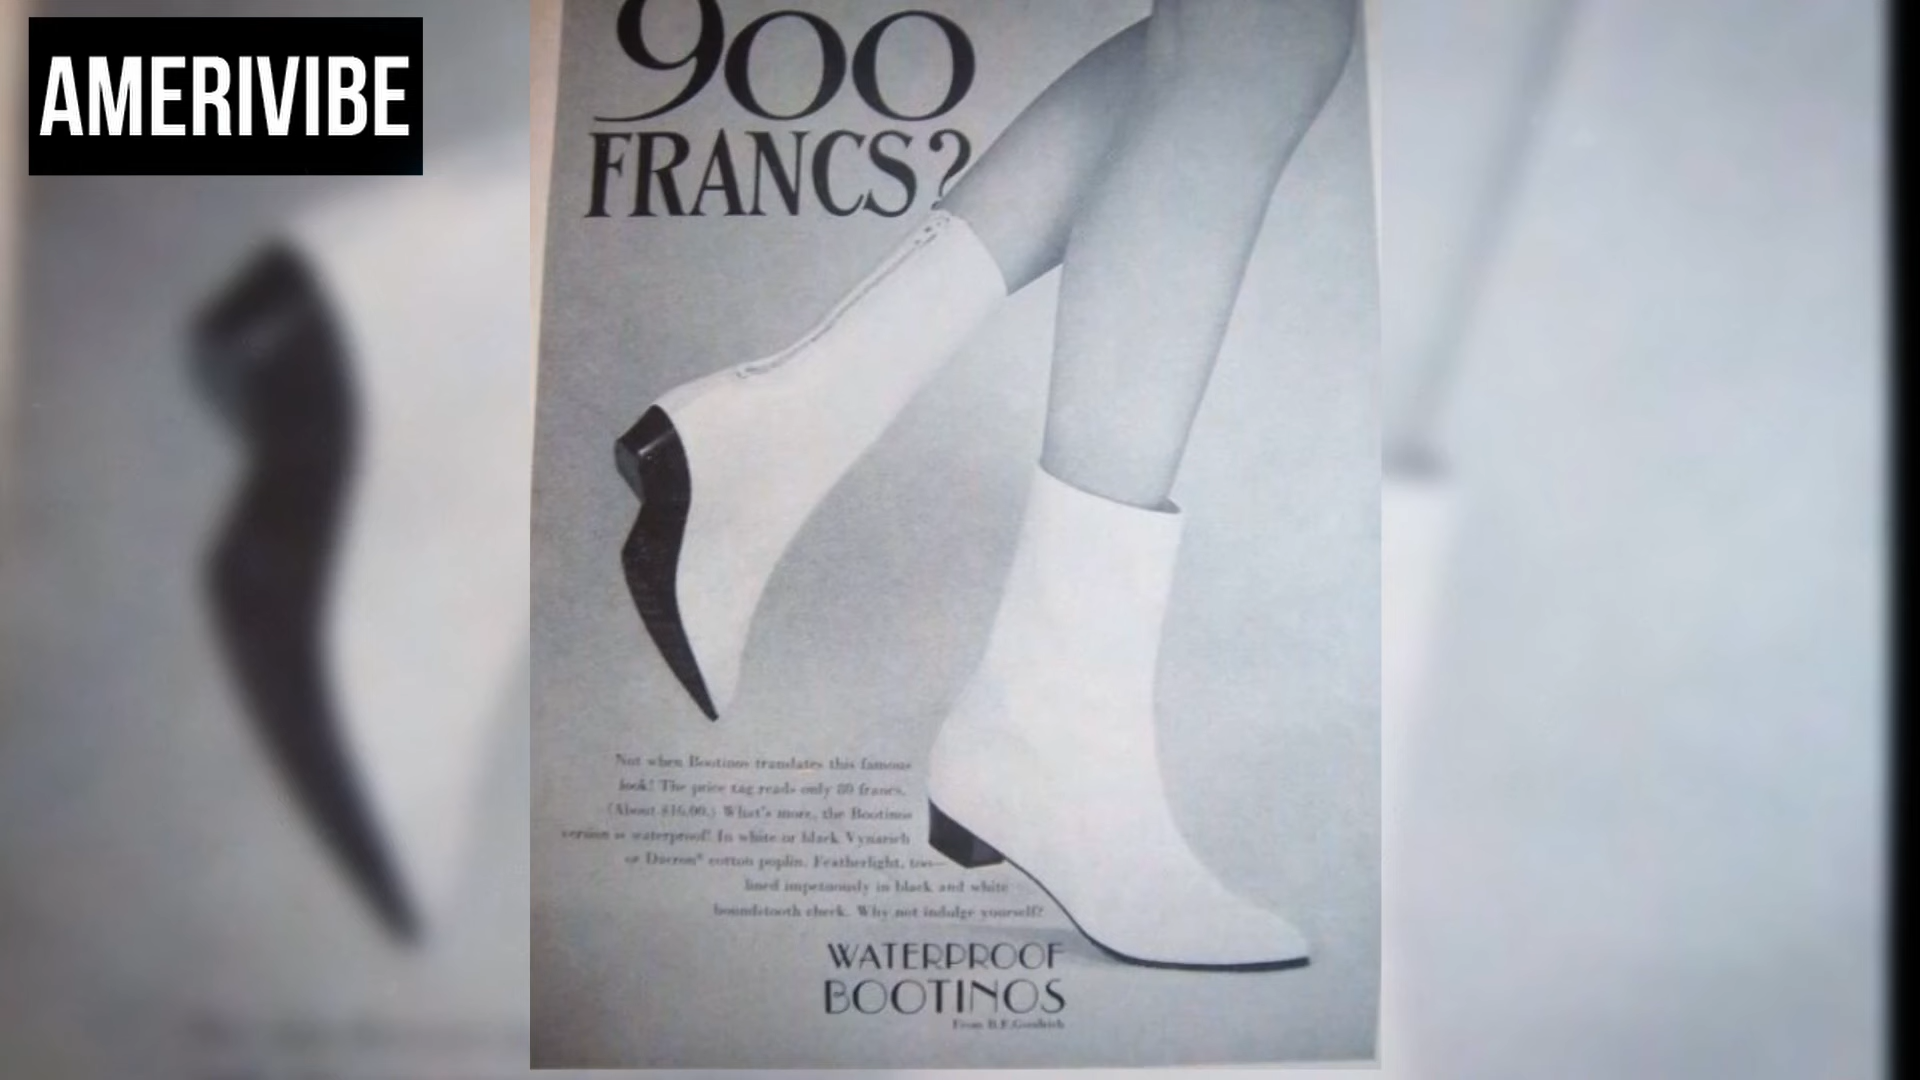 AMERIVIBE
900
FRANCS?
Not when Bootinos translates this famous
look! The price tag reads only 80 francs.
(About $16.00.) What's more, the Bootinos
version is waterproof! In white or black Vynarich
or Dacron® cotton poplin. Featherlight, too—
lined impetuously in black and white
houndstooth check. Why not indulge yourself?
WATERPROOF
BOOTINOS
From B.F.Goodrich